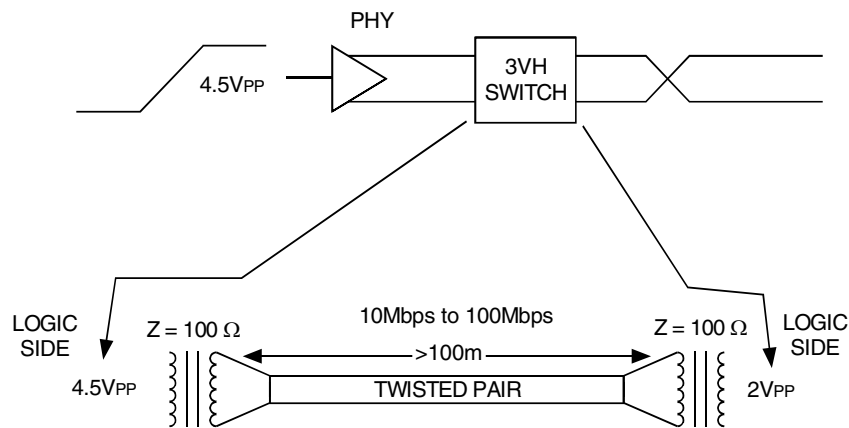 PHY
4.5VPP
3VH
SWITCH
LOGIC
SIDE
Z = 100 Ω
10Mbps to 100Mbps
Z = 100 Ω
LOGIC
SIDE
>100m
4.5VPP
TWISTED PAIR
2VPP